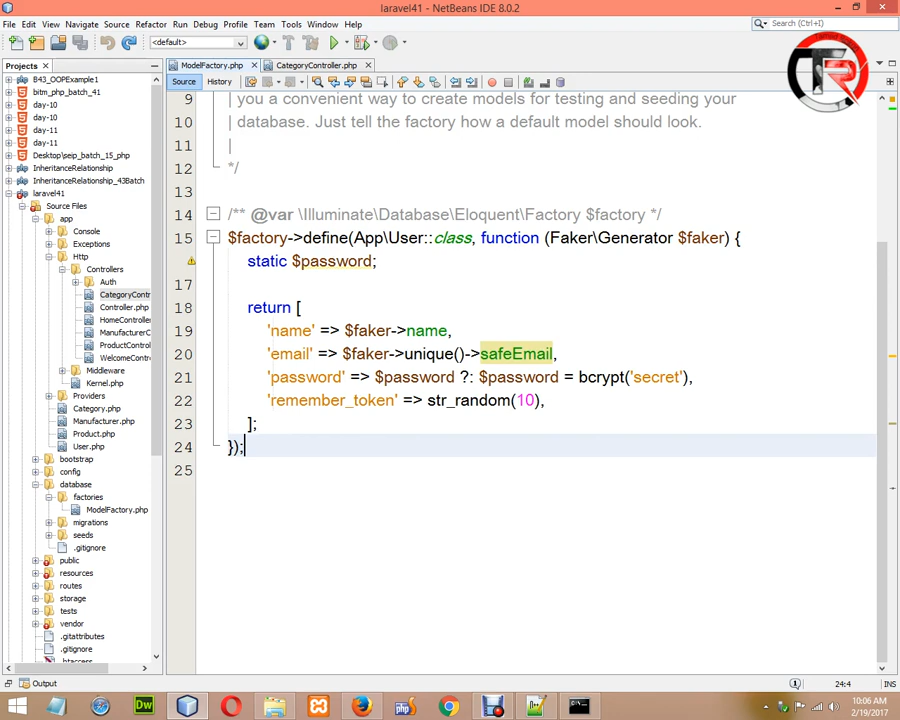 laravel41 - NetBeans IDE 8.0.2
File Edit View Navigate Source Refactor Run Debug Profile Team Tools Window Help
Search (Ctrl+I)
<default>
Projects
ModelFactory.php
CategoryController.php
Source
History
B43_OOPExample1
bitm_php_batch_41
day-10
day-10
day-11
day-11
Desktop\seip_batch_15_php
InheritanceRelationship
InheritanceRelationship_43Batch
laravel41
Source Files
app
Console
Exceptions
Http
Controllers
Auth
CategoryContr
Controller.php
HomeController
ManufacturerC
ProductControl
WelcomeContr
Middleware
Kernel.php
Providers
Category.php
Manufacturer.php
Product.php
User.php
bootstrap
config
database
factories
ModelFactory.php
migrations
seeds
.gitignore
public
resources
routes
storage
tests
vendor
.gitattributes
.gitignore
.htaccess
9 | you a convenient way to create models for testing and seeding your
10 | database. Just tell the factory how a default model should look.
11 |
12 */
13
14 /** @var \Illuminate\Database\Eloquent\Factory $factory */
15 $factory->define(App\User::class, function (Faker\Generator $faker) {
static $password;
17
18 return [
19 'name' => $faker->name,
20 'email' => $faker->unique()->safeEmail,
21 'password' => $password ?: $password = bcrypt('secret'),
22 'remember_token' => str_random(10),
23 ];
24 });
25
TR
Output
24:4
INS
Dw
php
10:06 AM
2/19/2017